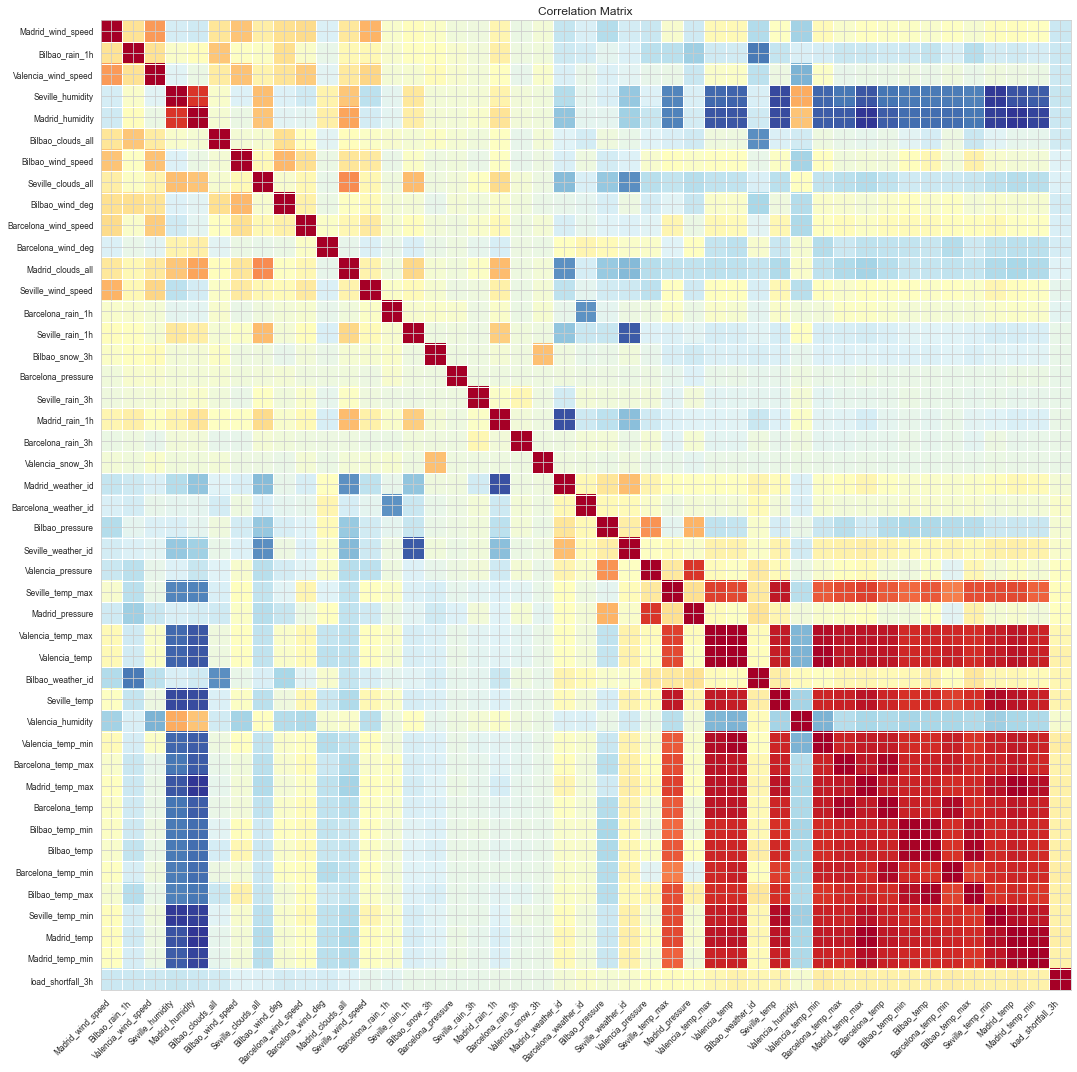 Correlation Matrix
Madrid_wind_speed
Bilbao_rain_1h
Valencia_wind_speed
Seville_humidity
Madrid_humidity
Bilbao_clouds_all
Bilbao_wind_speed
Seville_clouds_all
Bilbao_wind_deg
Barcelona_wind_speed
Barcelona_wind_deg
Madrid_clouds_all
Seville_wind_speed
Barcelona_rain_1h
Seville_rain_1h
Bilbao_snow_3h
Barcelona_pressure
Seville_rain_3h
Madrid_rain_1h
Barcelona_rain_3h
Valencia_snow_3h
Madrid_weather_id
Barcelona_weather_id
Bilbao_pressure
Seville_weather_id
Valencia_pressure
Seville_temp_max
Madrid_pressure
Valencia_temp_max
Valencia_temp
Bilbao_weather_id
Seville_temp
Valencia_humidity
Valencia_temp_min
Barcelona_temp_max
Madrid_temp_max
Barcelona_temp
Bilbao_temp_min
Bilbao_temp
Barcelona_temp_min
Bilbao_temp_max
Seville_temp_min
Madrid_temp
Madrid_temp_min
load_shortfall_3h
Madrid_wind_speed
Bilbao_rain_1h
Valencia_wind_speed
Seville_humidity
Madrid_humidity
Bilbao_clouds_all
Bilbao_wind_speed
Seville_clouds_all
Bilbao_wind_deg
Barcelona_wind_speed
Barcelona_wind_deg
Madrid_clouds_all
Seville_wind_speed
Barcelona_rain_1h
Seville_rain_1h
Bilbao_snow_3h
Barcelona_pressure
Seville_rain_3h
Madrid_rain_1h
Barcelona_rain_3h
Valencia_snow_3h
Madrid_weather_id
Barcelona_weather_id
Bilbao_pressure
Seville_weather_id
Valencia_pressure
Seville_temp_max
Madrid_pressure
Valencia_temp_max
Valencia_temp
Bilbao_weather_id
Seville_temp
Valencia_humidity
Valencia_temp_min
Barcelona_temp_max
Madrid_temp_max
Barcelona_temp
Bilbao_temp_min
Bilbao_temp
Barcelona_temp_min
Bilbao_temp_max
Seville_temp_min
Madrid_temp
Madrid_temp_min
load_shortfall_3h